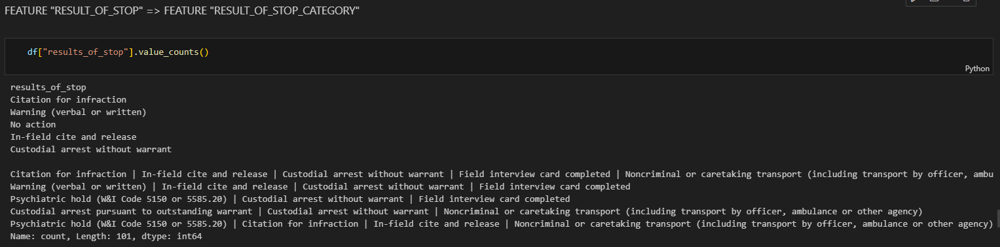 FEATURE "RESULT_OF_STOP" => FEATURE "RESULT_OF_STOP_CATEGORY"
df["results_of_stop"].value_counts()
Python
results_of_stop
Citation for infraction
Warning (verbal or written)
No action
In-field cite and release
Custodial arrest without warrant
Citation for infraction | In-field cite and release | Custodial arrest without warrant | Field interview card completed | Noncriminal or caretaking transport (including transport by officer, ambu
Warning (verbal or written) | In-field cite and release | Custodial arrest without warrant | Field interview card completed
Psychiatric hold (W&I Code 5150 or 5585.20) | Custodial arrest without warrant | Field interview card completed
Custodial arrest pursuant to outstanding warrant | Custodial arrest without warrant | Noncriminal or caretaking transport (including transport by officer, ambulance or other agency)
Psychiatric hold (W&I Code 5150 or 5585.20) | Citation for infraction | In-field cite and release | Noncriminal or caretaking transport (including transport by officer, ambulance or other agency)
Name: count, Length: 101, dtype: int64